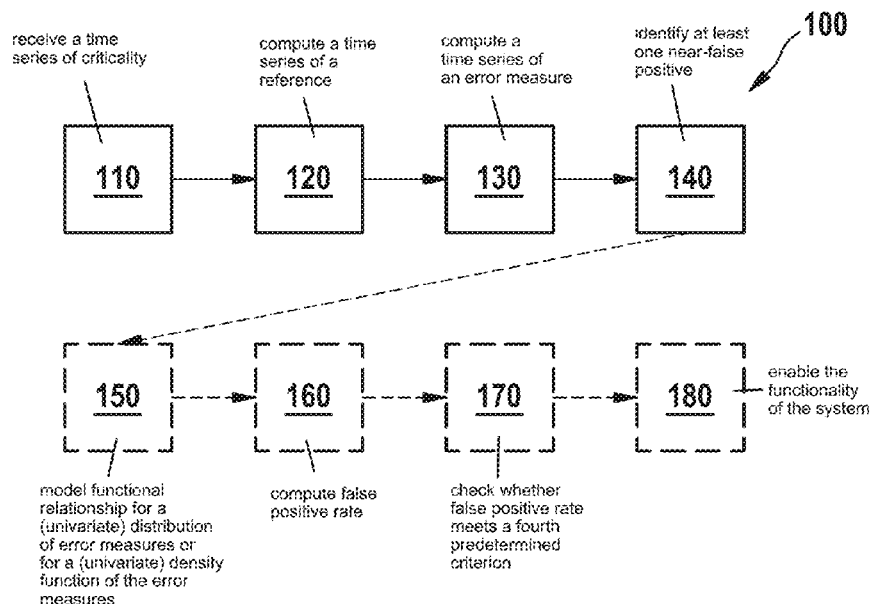 100
receive a time
series of criticality
compute a time
series of a
reference
compute a
time series of
an error measure
identify at least
one near-false
positive
110
120
130
140
150
160
170
180
enable the
functionality
of the system
model functional
relationship for a
(univariate) distribution
of error measures or
for a (univariate) density
function of the error
measures
compute false
positive rate
check whether
false positive rate
meets a fourth
predetermined
criterion